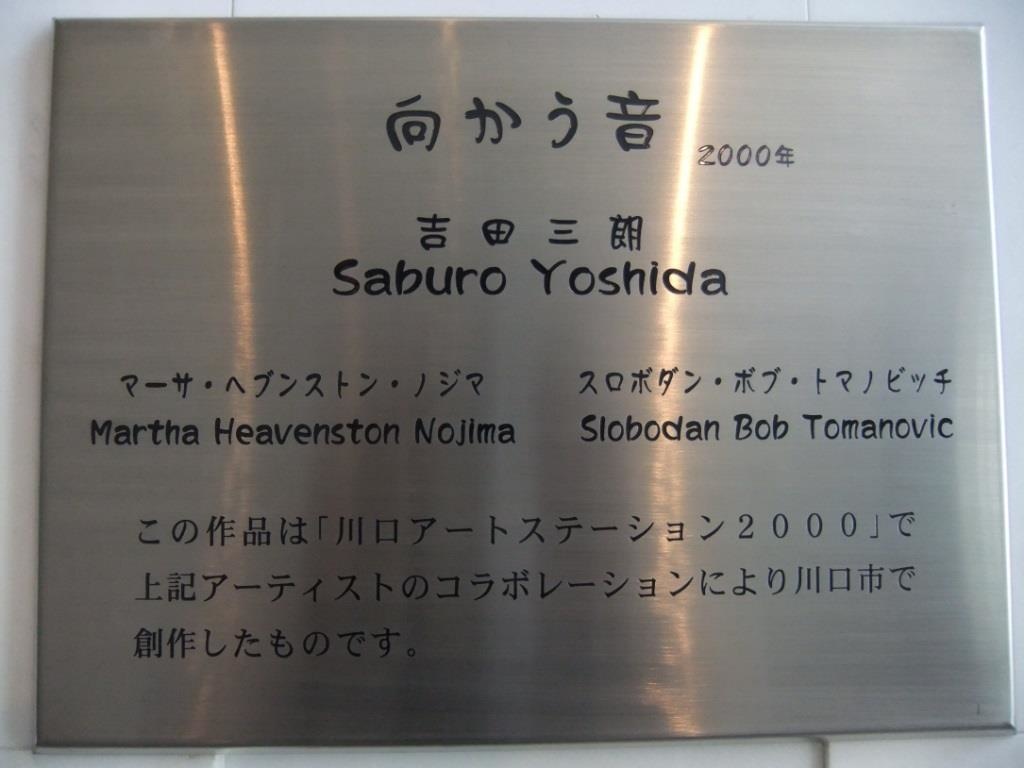 向かう音 2000年
吉田三朗
Saburo Yoshida
マーサ・ヘブンストン・ノジマ スロボダン・ボブ・トマノビッチ
Martha Heavenston Nojima Slobodan Bob Tomanovic
この作品は｢川口アートステーション２０００｣で
上記アーティストのコラボレーションにより川口市で
創作したものです。